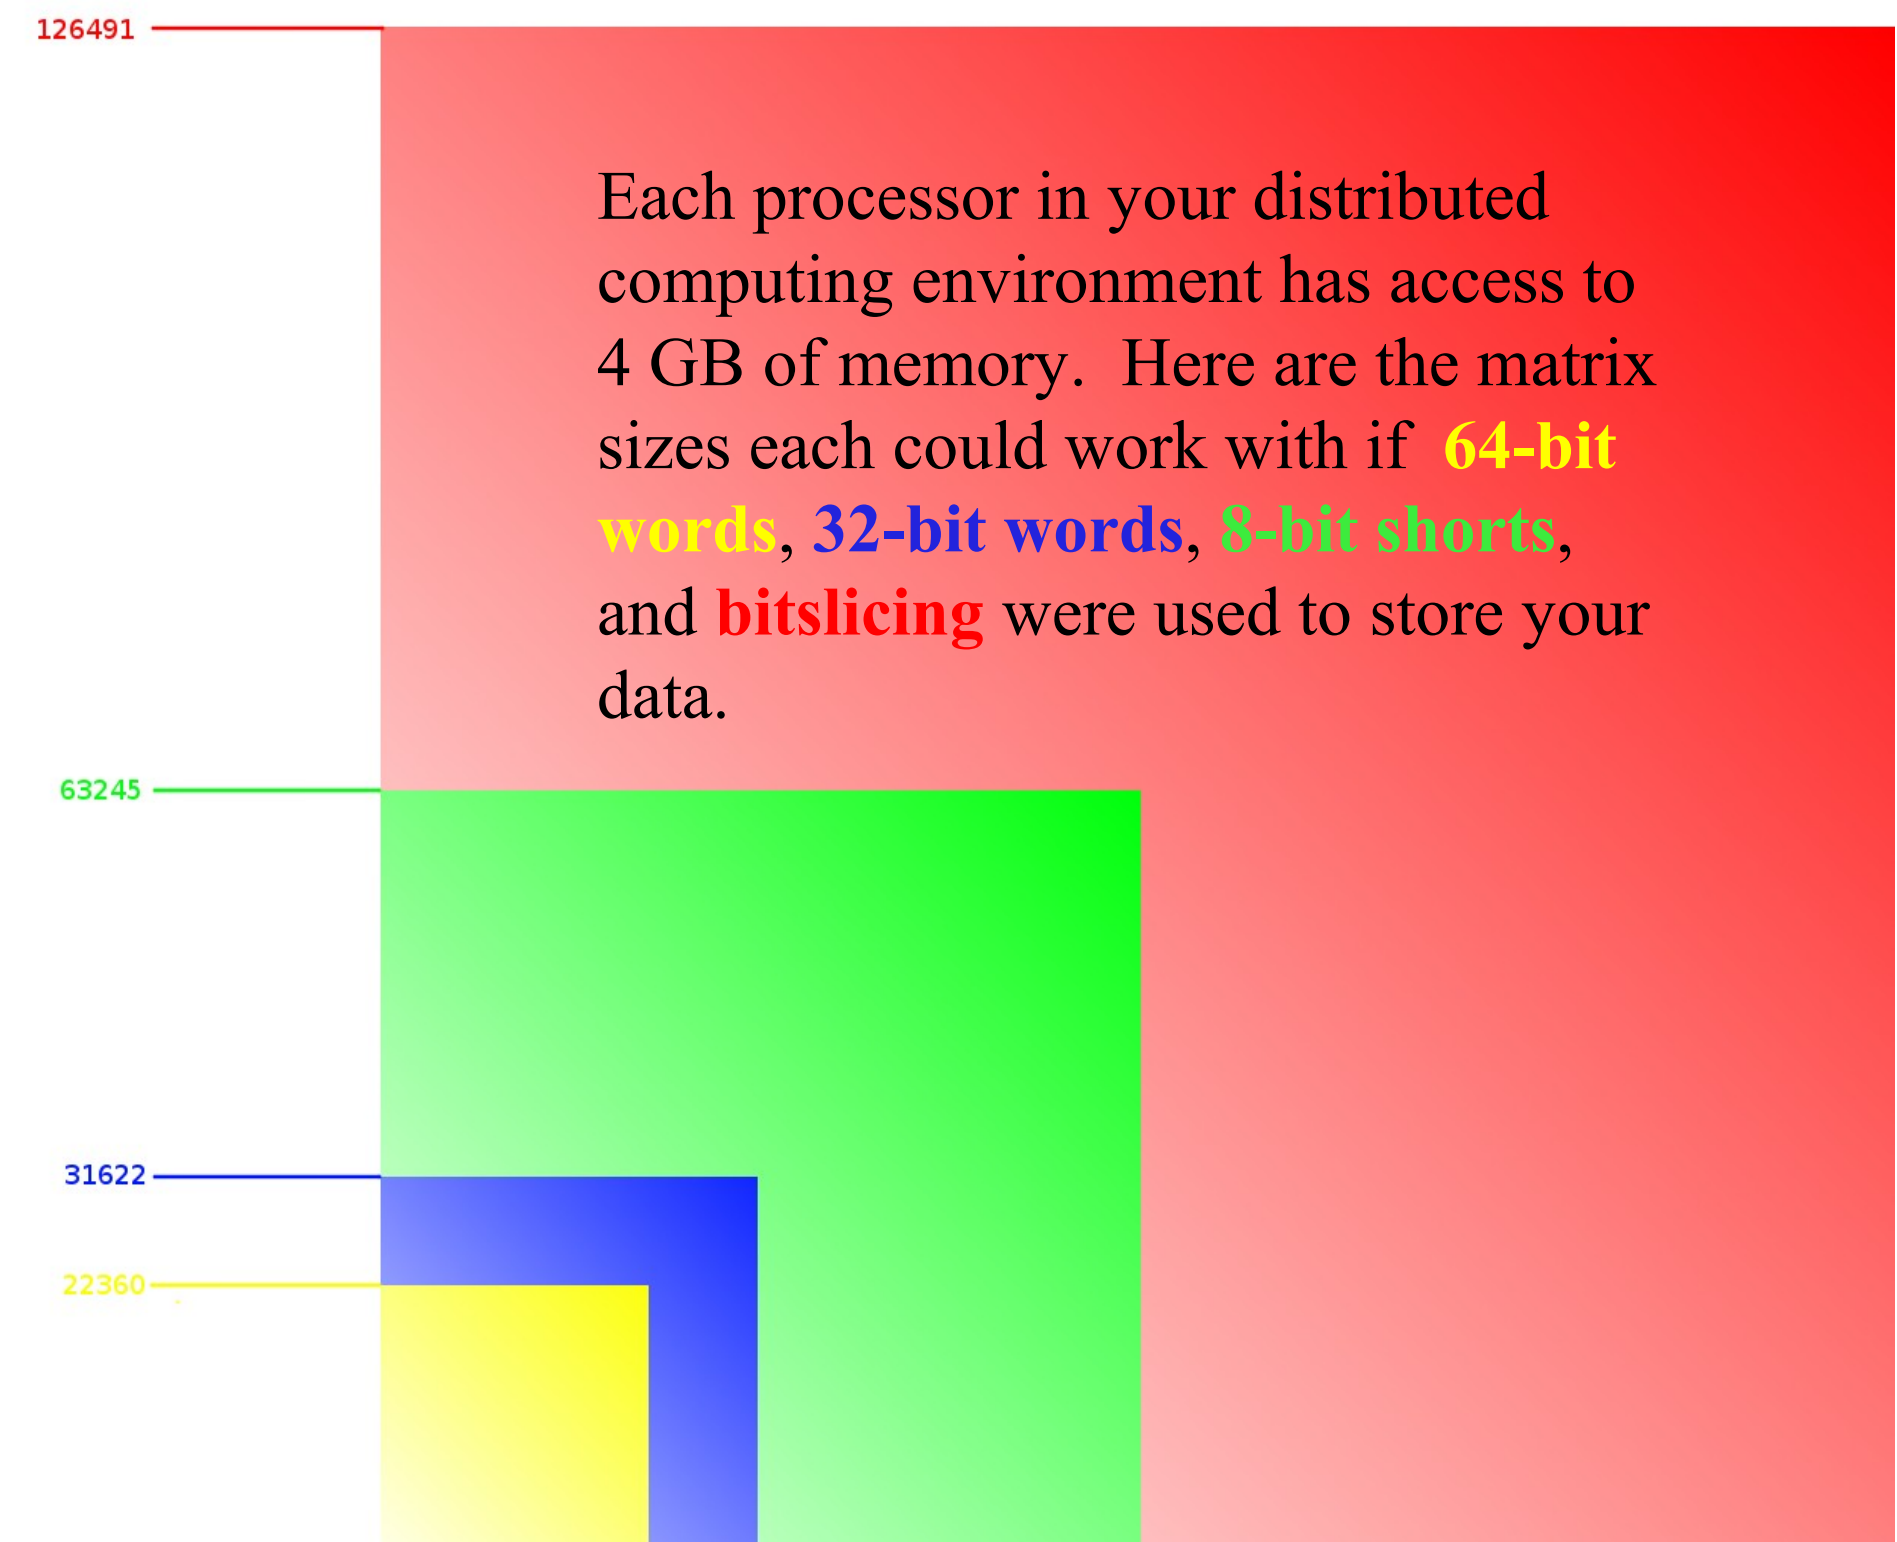 126491
Each processor in your distributed
computing environment has access to
4 GB of memory.  Here are the matrix
sizes each could work with if  64-bit
words, 32-bit words, 8-bit shorts,
and bitslicing were used to store your
data.
63245
31622
22360